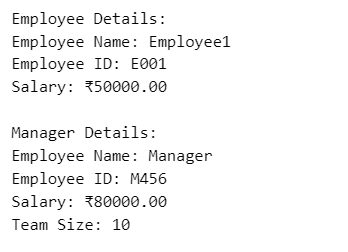 Employee Details:
Employee Name: Employee1
Employee ID: E001
Salary: ₹50000.00
Manager Details:
Employee Name: Manager
Employee ID: M456
Salary: ₹80000.00
Team Size: 10